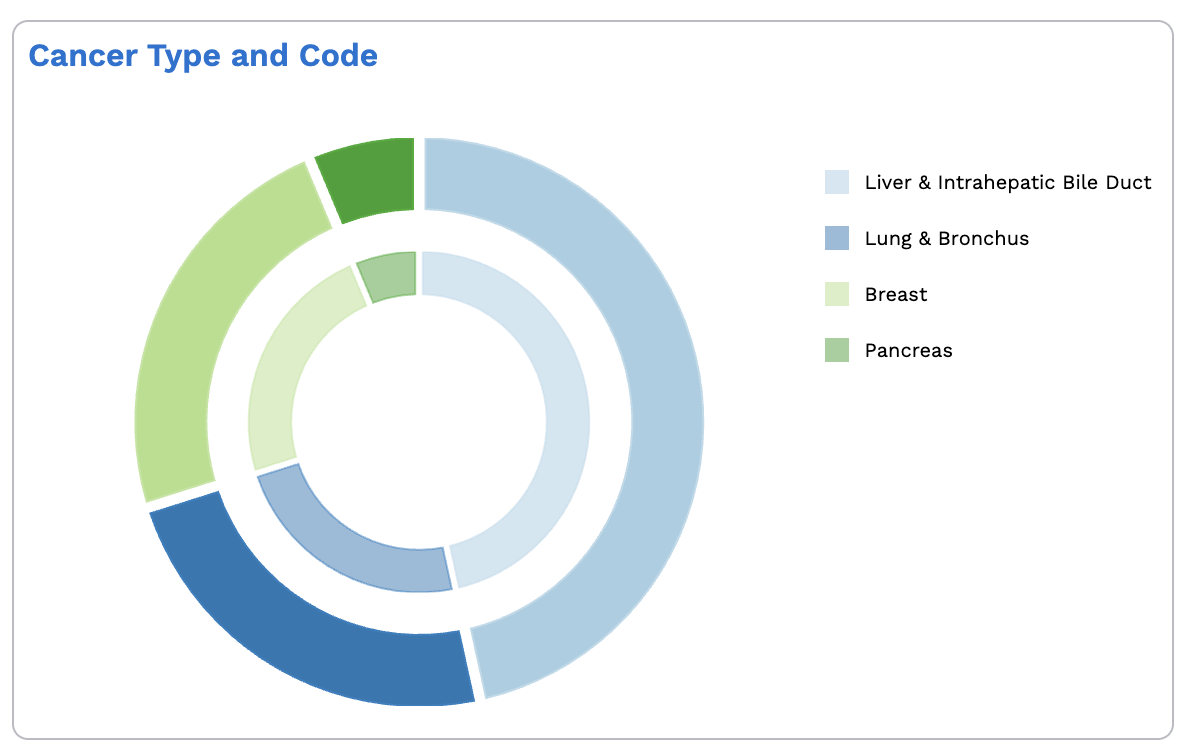 Cancer Type and Code
Liver & Intrahepatic Bile Duct
Lung & Bronchus
Breast
Pancreas